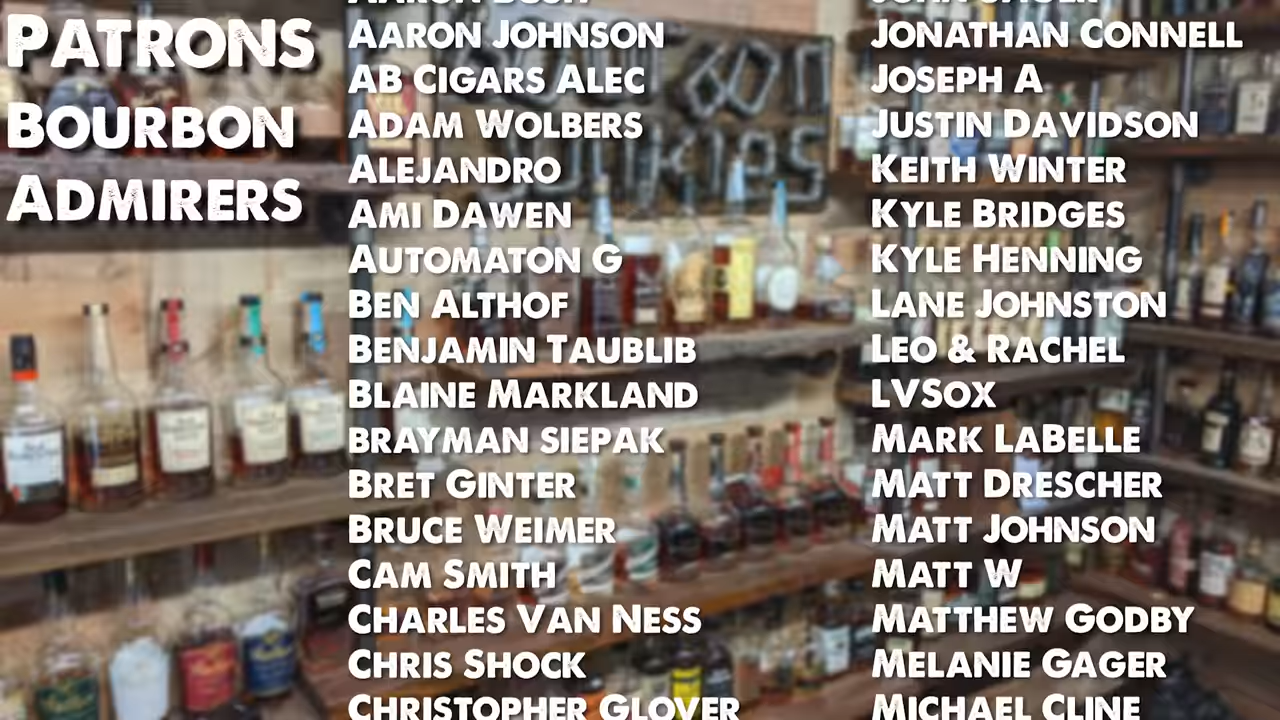 PATRONS
BOURBON
ADMIRERS
AARON BUSH
AARON JOHNSON
AB CIGARS ALEC
ADAM WOLBERS
ALEJANDRO
AMI DAWEN
AUTOMATON G
BEN ALTHOF
BENJAMIN TAUBLIB
BLAINE MARKLAND
BRAYMAN SIEPAK
BRET GINTER
BRUCE WEIMER
CAM SMITH
CHARLES VAN NESS
CHRIS SHOCK
CHRISTOPHER GLOVER
JONATHAN CONNELL
JOSEPH A
JUSTIN DAVIDSON
KEITH WINTER
KYLE BRIDGES
KYLE HENNING
LANE JOHNSTON
LEO & RACHEL
LVSOX
MARK LABELLE
MATT DRESCHER
MATT JOHNSON
MATT W
MATTHEW GODBY
MELANIE GAGER
MICHAEL CLINE